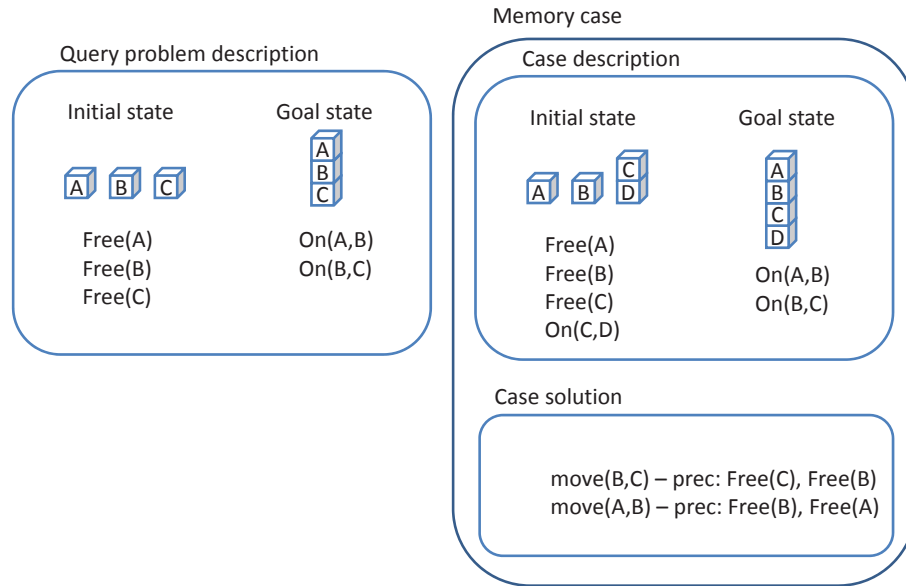 Query problem description
Initial state
Goal state
A B C
A
B
C
Free(A)
Free(B)
Free(C)
On(A,B)
On(B,C)
Memory case
Case description
Initial state
Goal state
A B
C
D
A
B
C
D
Free(A)
Free(B)
Free(C)
On(C,D)
On(A,B)
On(B,C)
Case solution
move(B,C) – prec: Free(C), Free(B)
move(A,B) – prec: Free(B), Free(A)